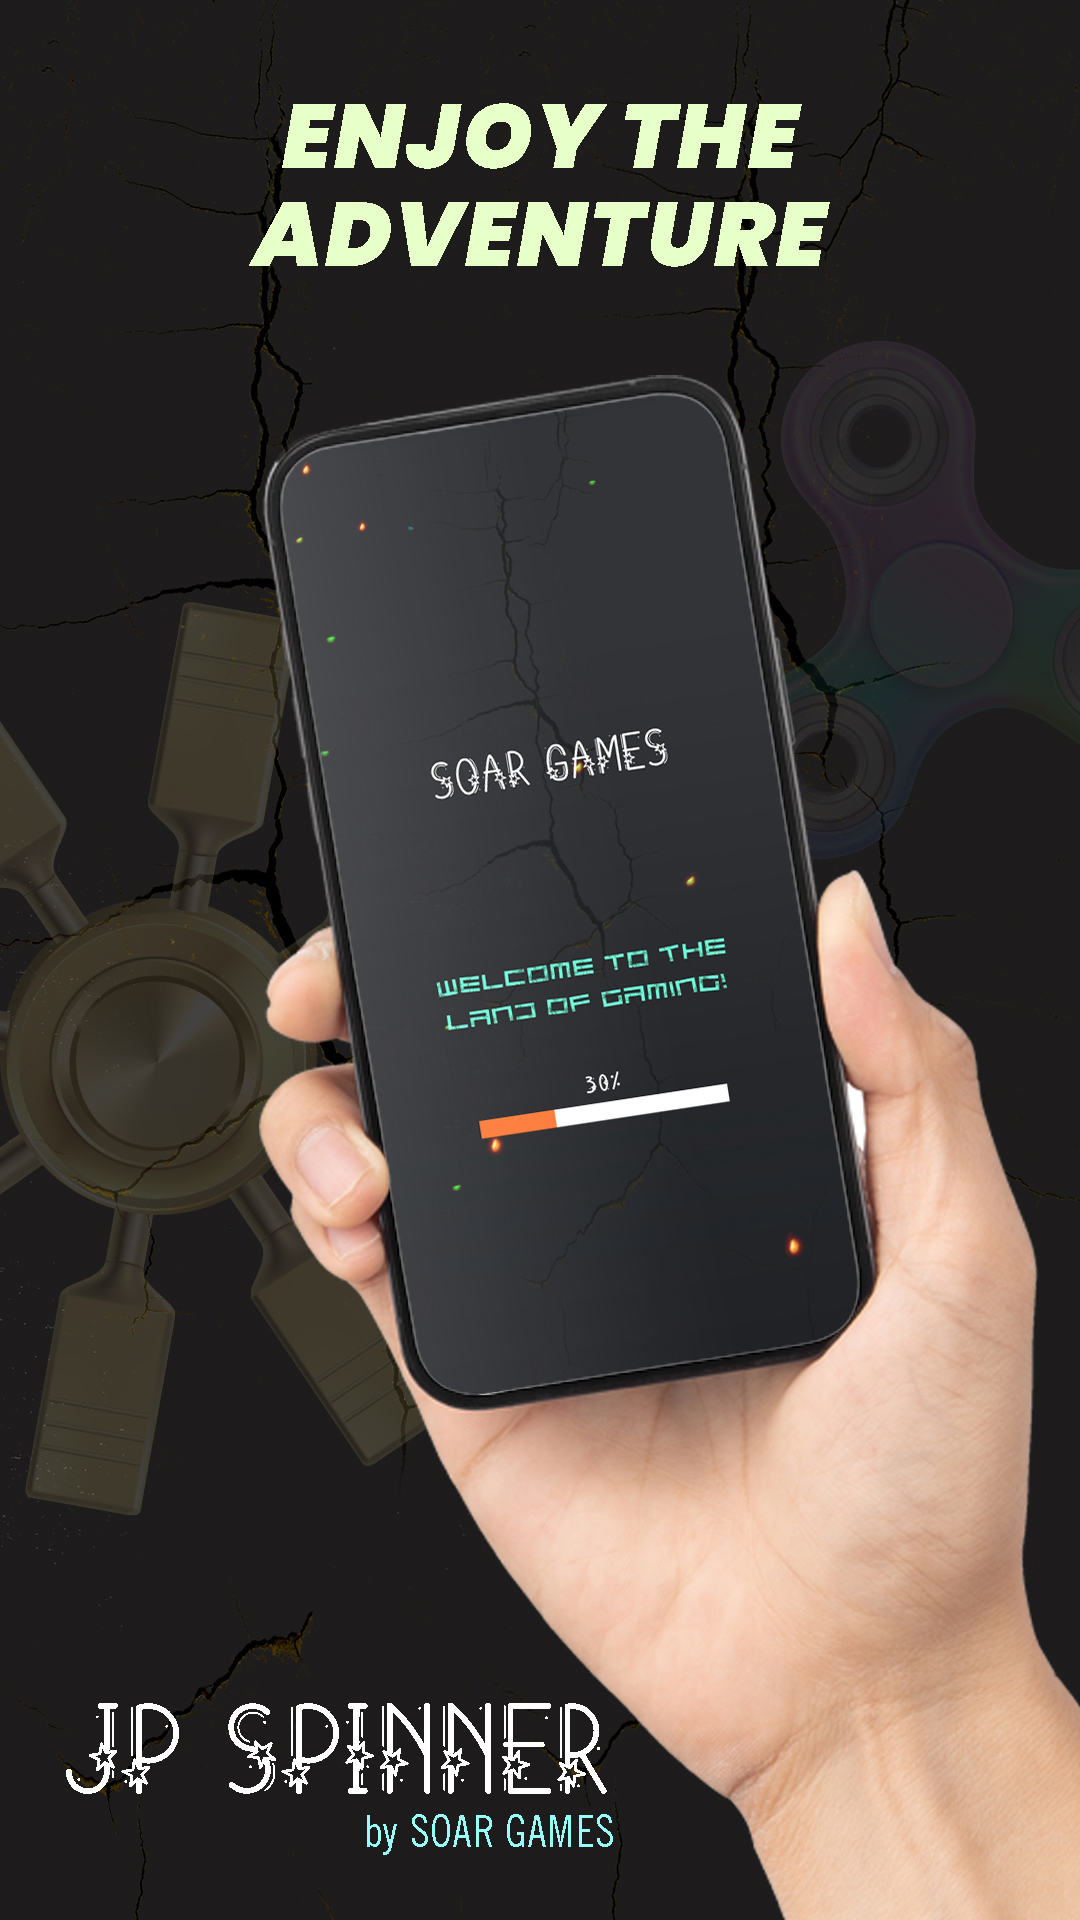 ENJOY THE
ADVENTURE
SOAR GAMES
WELCOME TO THE
LAND OF GAMING!
30%
JP SPINNER
by SOAR GAMES